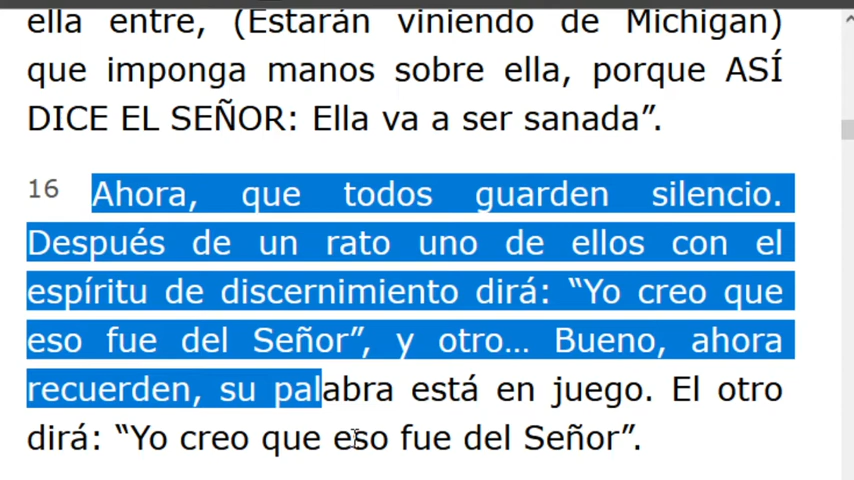 ella entre, (Estarán viniendo de Michigan)
que imponga manos sobre ella, porque ASÍ
DICE EL SEÑOR: Ella va a ser sanada”.
16 Ahora, que todos guarden silencio.
Después de un rato uno de ellos con el
espíritu de discernimiento dirá: “Yo creo que
eso fue del Señor”, y otro… Bueno, ahora
recuerden, su palabra está en juego. El otro
dirá: “Yo creo que eso fue del Señor”.